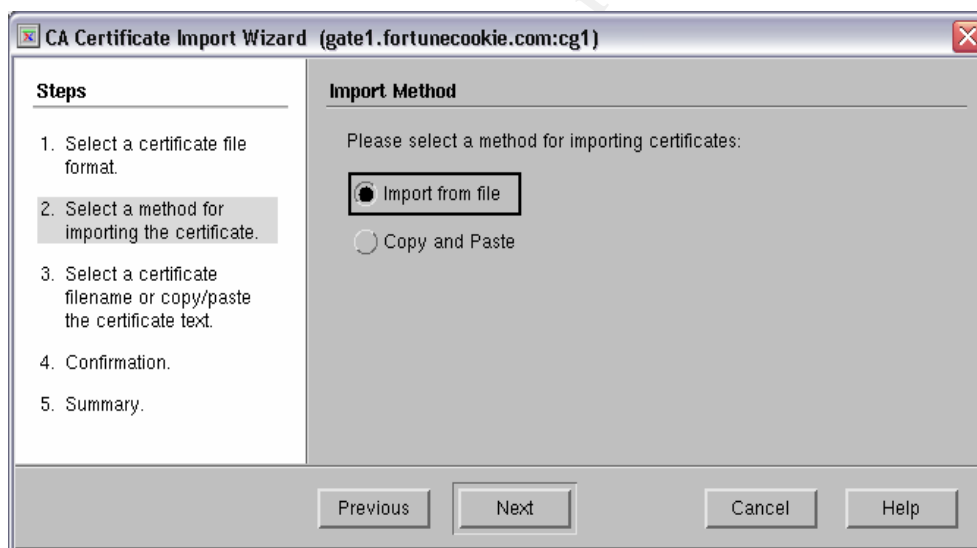 CA Certificate Import Wizard (gate1.fortunecookie.com:cg1)
Steps
1. Select a certificate file
format.
2. Select a method for
importing the certificate.
3. Select a certificate
filename or copy/paste
the certificate text.
4. Confirmation.
5. Summary.
Import Method
Please select a method for importing certificates:
Import from file
Copy and Paste
Previous
Next
Cancel
Help